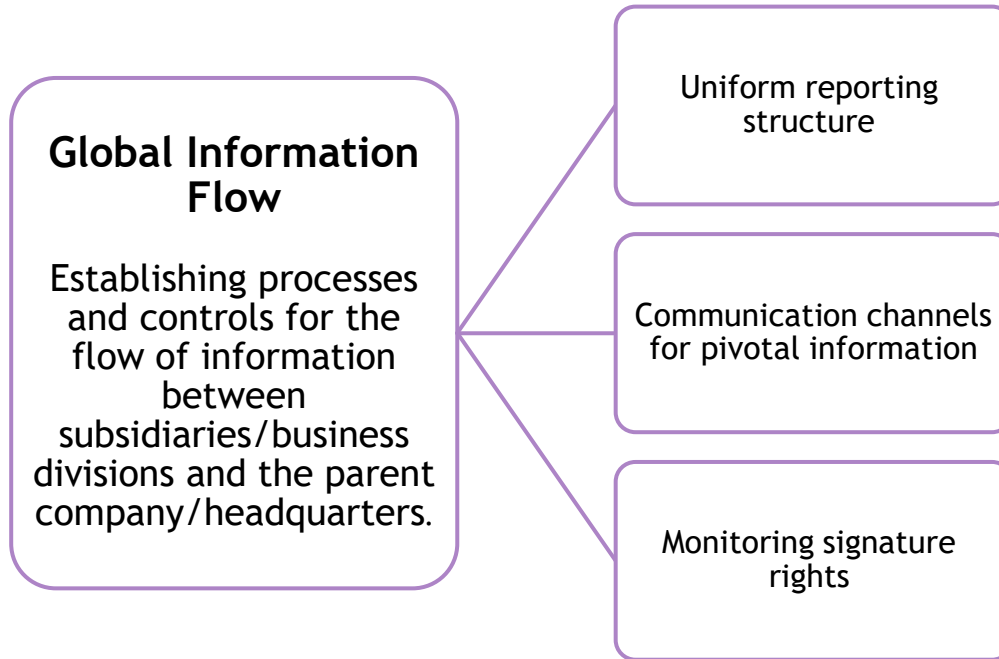 Global Information
Flow
Establishing processes
and controls for the
flow of information
between
subsidiaries/business
divisions and the parent
company/headquarters.
Uniform reporting
structure
Communication channels
for pivotal information
Monitoring signature
rights